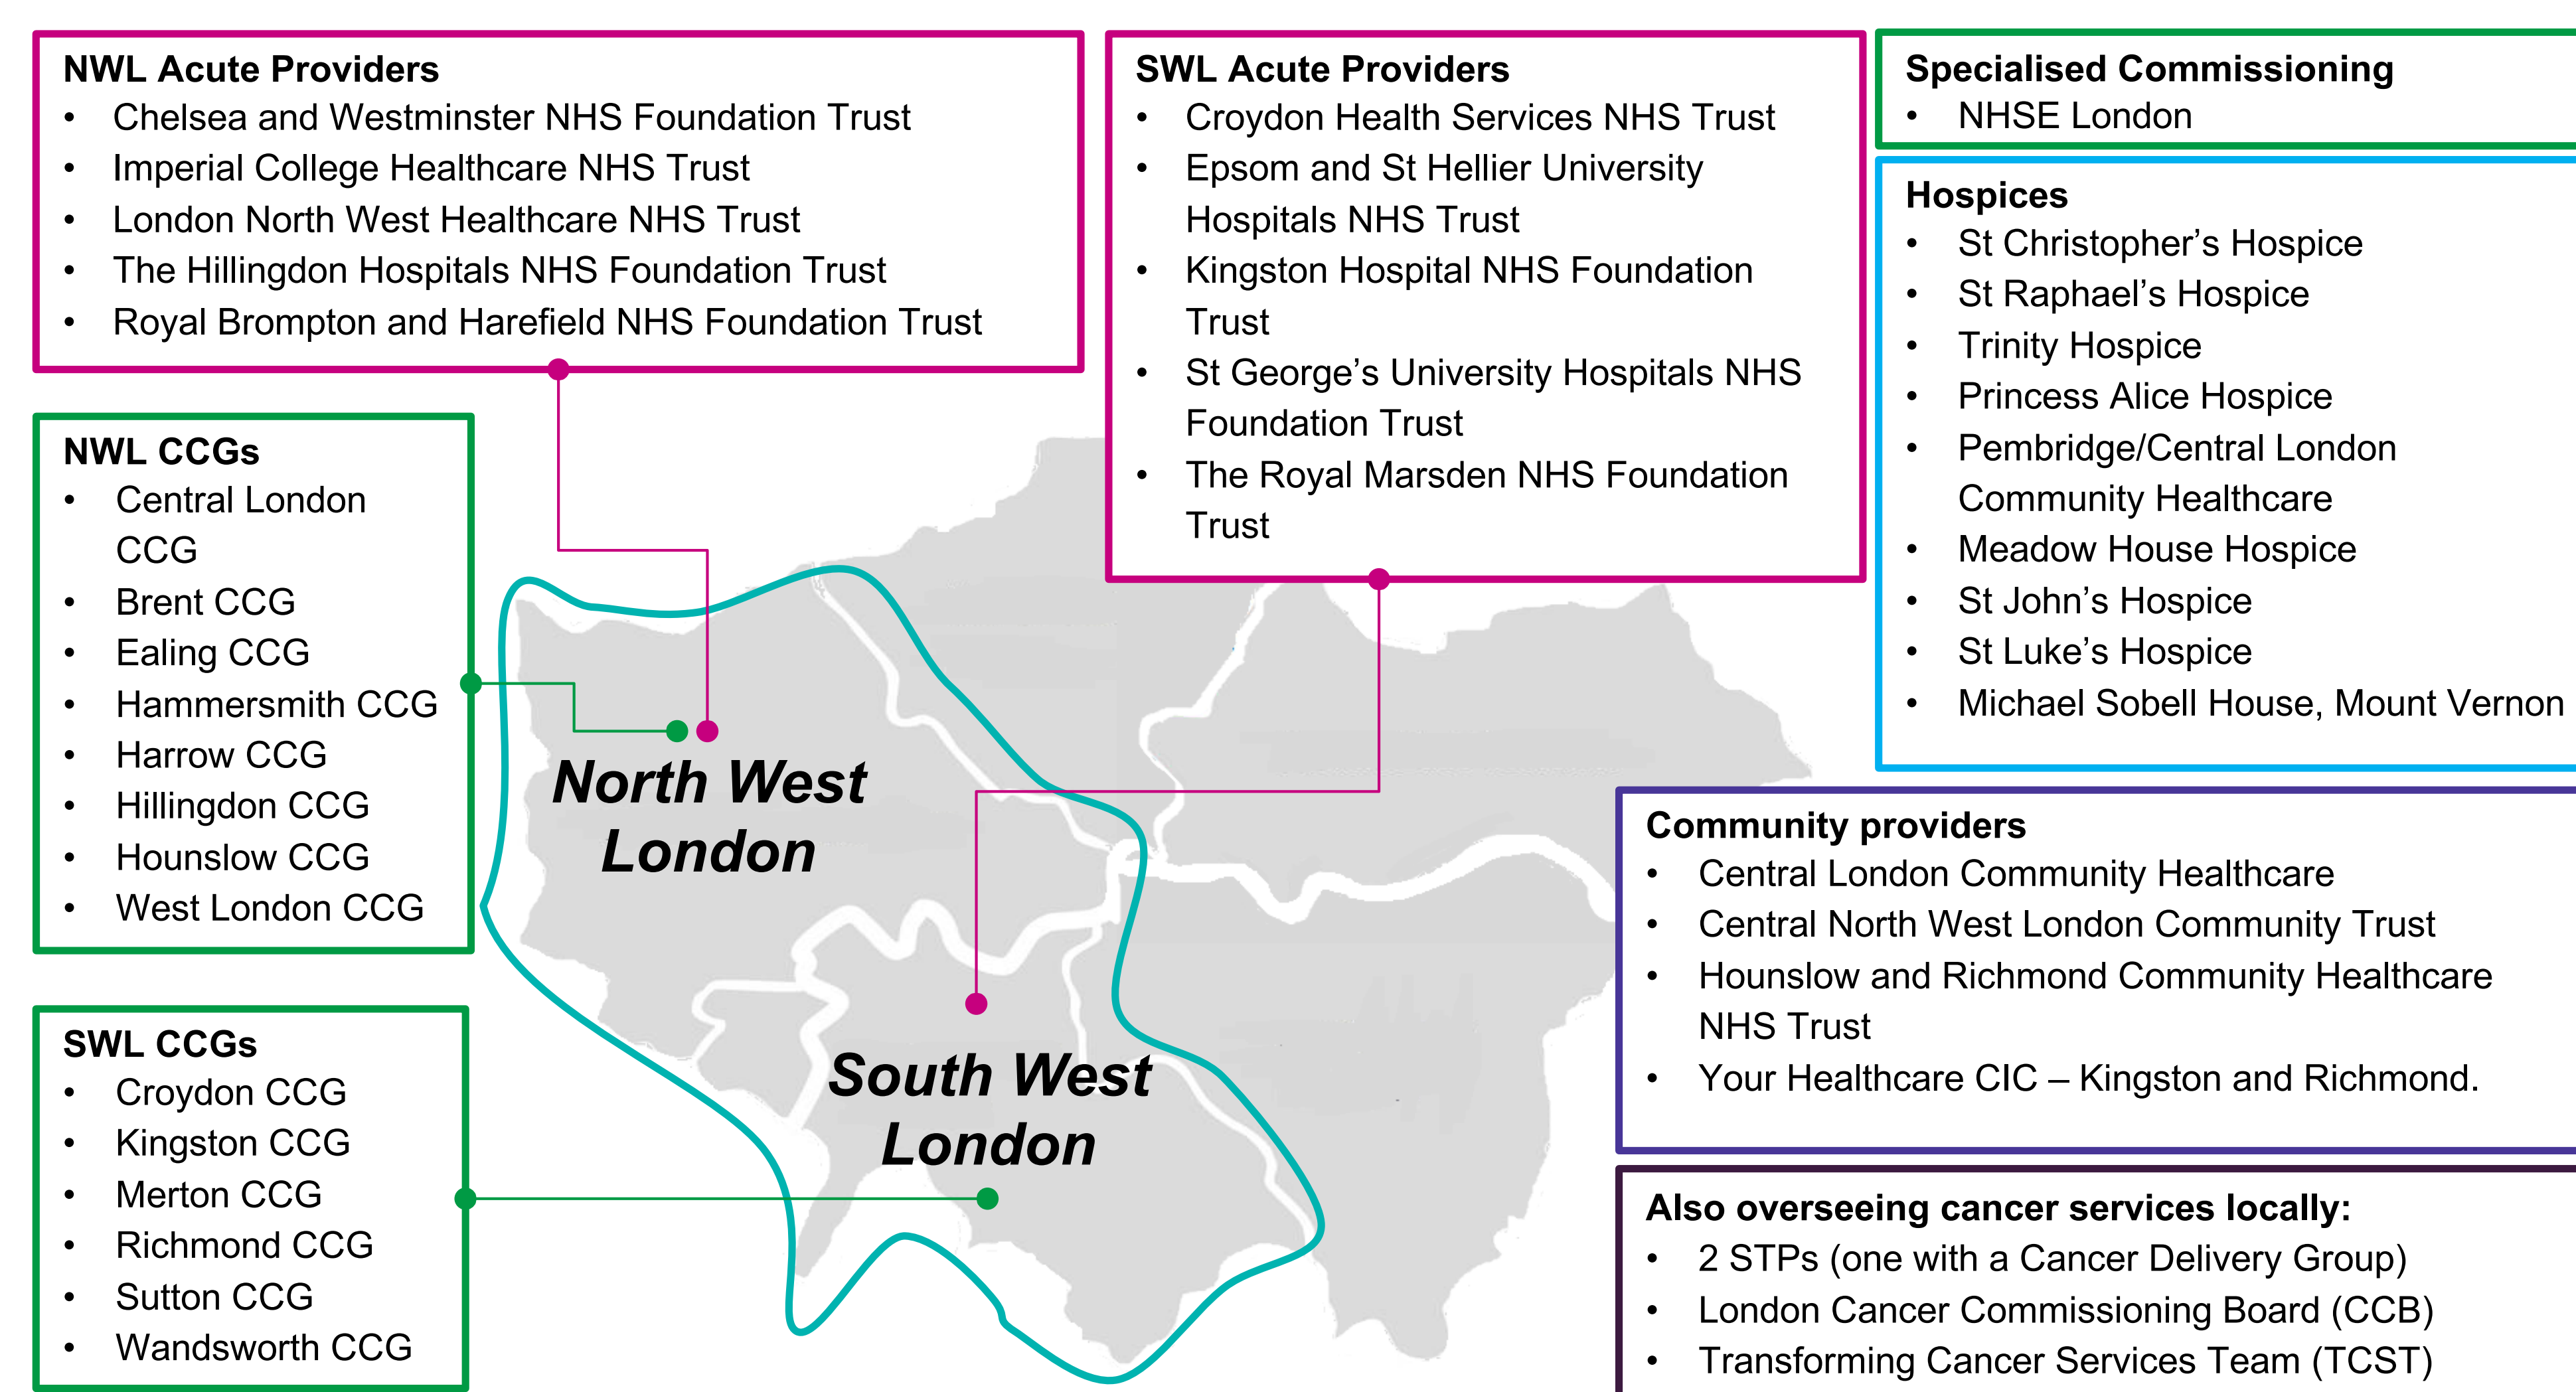 NWL Acute Providers
• Chelsea and Westminster NHS Foundation Trust
• Imperial College Healthcare NHS Trust
• London North West Healthcare NHS Trust
• The Hillingdon Hospitals NHS Foundation Trust
• Royal Brompton and Harefield NHS Foundation Trust
SWL Acute Providers
• Croydon Health Services NHS Trust
• Epsom and St Hellier University
Hospitals NHS Trust
• Kingston Hospital NHS Foundation
Trust
• St George’s University Hospitals NHS
Foundation Trust
• The Royal Marsden NHS Foundation
Trust
Specialised Commissioning
• NHSE London
Hospices
• St Christopher’s Hospice
• St Raphael’s Hospice
• Trinity Hospice
• Princess Alice Hospice
• Pembridge/Central London
Community Healthcare
• Meadow House Hospice
• St John’s Hospice
• St Luke’s Hospice
• Michael Sobell House, Mount Vernon
NWL CCGs
• Central London
CCG
• Brent CCG
• Ealing CCG
• Hammersmith CCG
• Harrow CCG
• Hillingdon CCG
• Hounslow CCG
• West London CCG
North West
London
South West
London
Community providers
• Central London Community Healthcare
• Central North West London Community Trust
• Hounslow and Richmond Community Healthcare
NHS Trust
• Your Healthcare CIC – Kingston and Richmond.
SWL CCGs
• Croydon CCG
• Kingston CCG
• Merton CCG
• Richmond CCG
• Sutton CCG
• Wandsworth CCG
Also overseeing cancer services locally:
• 2 STPs (one with a Cancer Delivery Group)
• London Cancer Commissioning Board (CCB)
• Transforming Cancer Services Team (TCST)